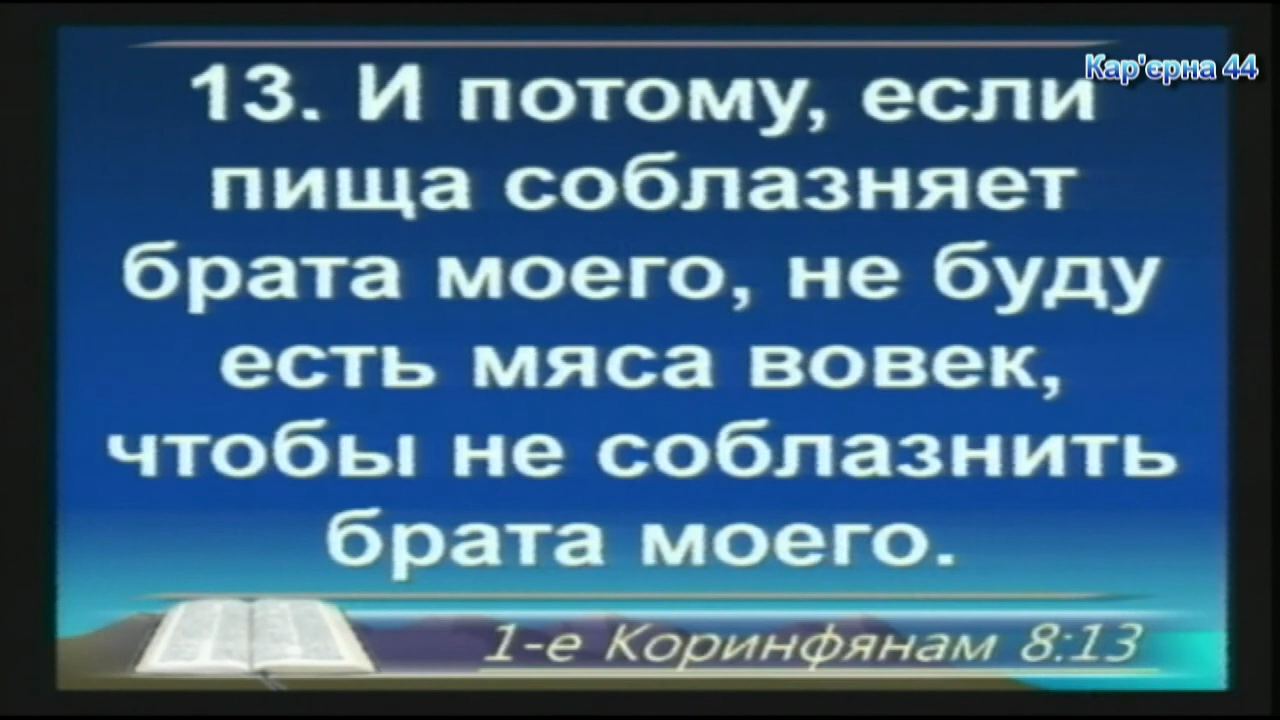 Кар'єрна 44
13. И потому, если
пища соблазняет
брата моего, не буду
есть мяса вовек,
чтобы не соблазнить
брата моего.
1-е Коринфянам 8:13